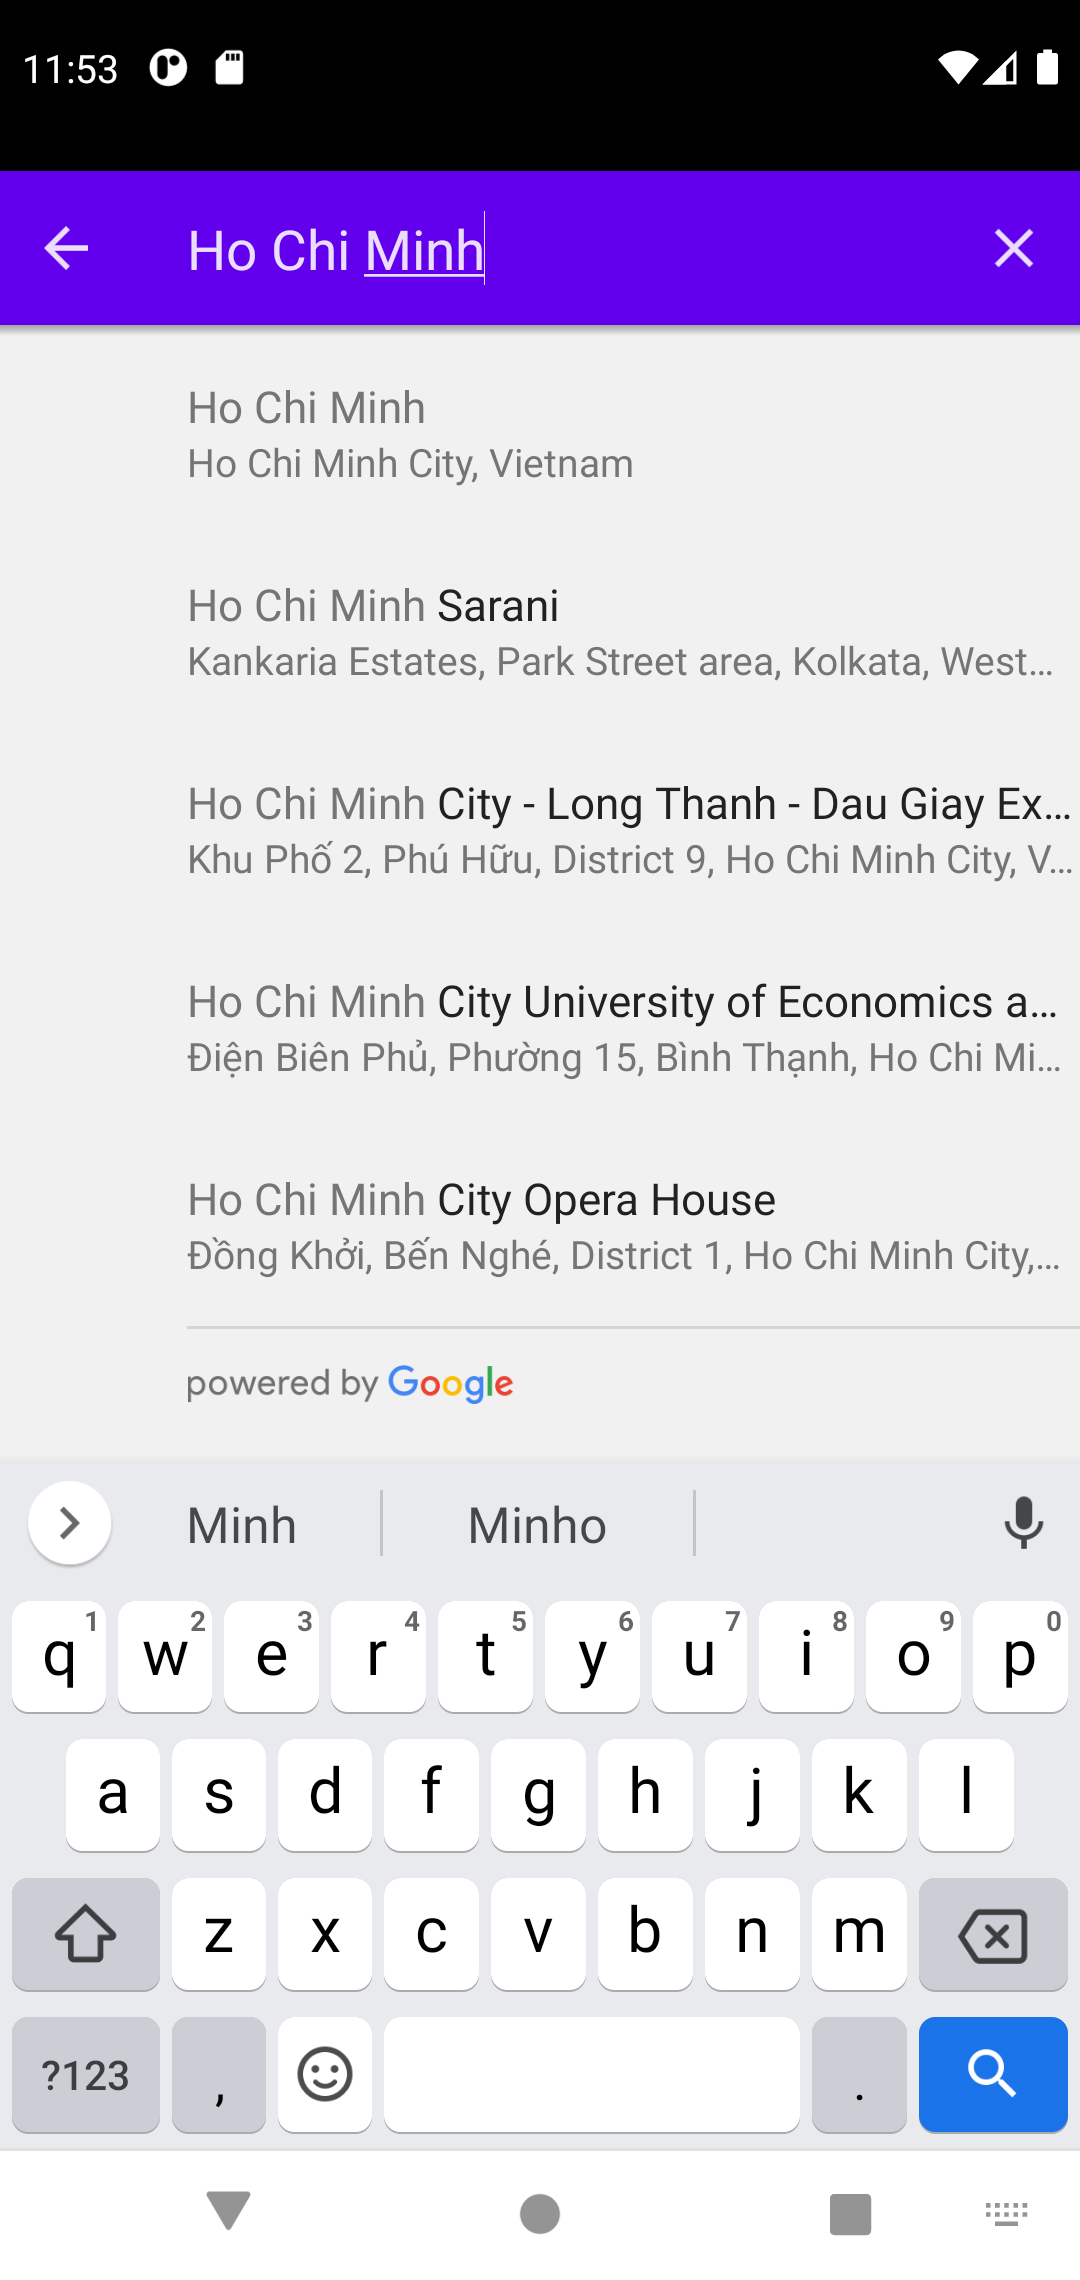 11:53
Ho Chi Minh
Ho Chi Minh
Ho Chi Minh City, Vietnam
Ho Chi Minh Sarani
Kankaria Estates, Park Street area, Kolkata, West...
Ho Chi Minh City - Long Thanh - Dau Giay Ex...
Khu Phố 2, Phú Hữu, District 9, Ho Chi Minh City, V...
Ho Chi Minh City University of Economics a...
Điện Biên Phủ, Phường 15, Bình Thạnh, Ho Chi Mi...
Ho Chi Minh City Opera House
Đồng Khởi, Bến Nghé, District 1, Ho Chi Minh City,...
powered by Google
Minh Minho
q 1 w 2 e 3 r 4 t 5 y 6 u 7 i 8 o 9 p 0
a s d f g h j k l
z x c v b n m
?123 , .